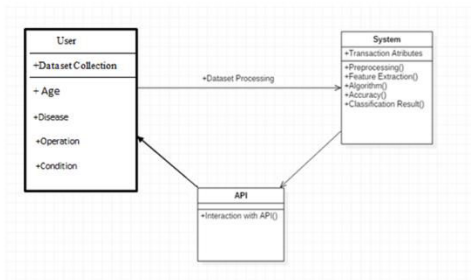 User
+Dataset Collection
+ Age
+Disease
+Operation
+Condition
+Dataset Processing
System
+Transaction Atributes
+Preprocessing()
+Feature Extraction()
+Algorithm()
+Accuracy()
+Classification Result()
API
+Interaction with API()